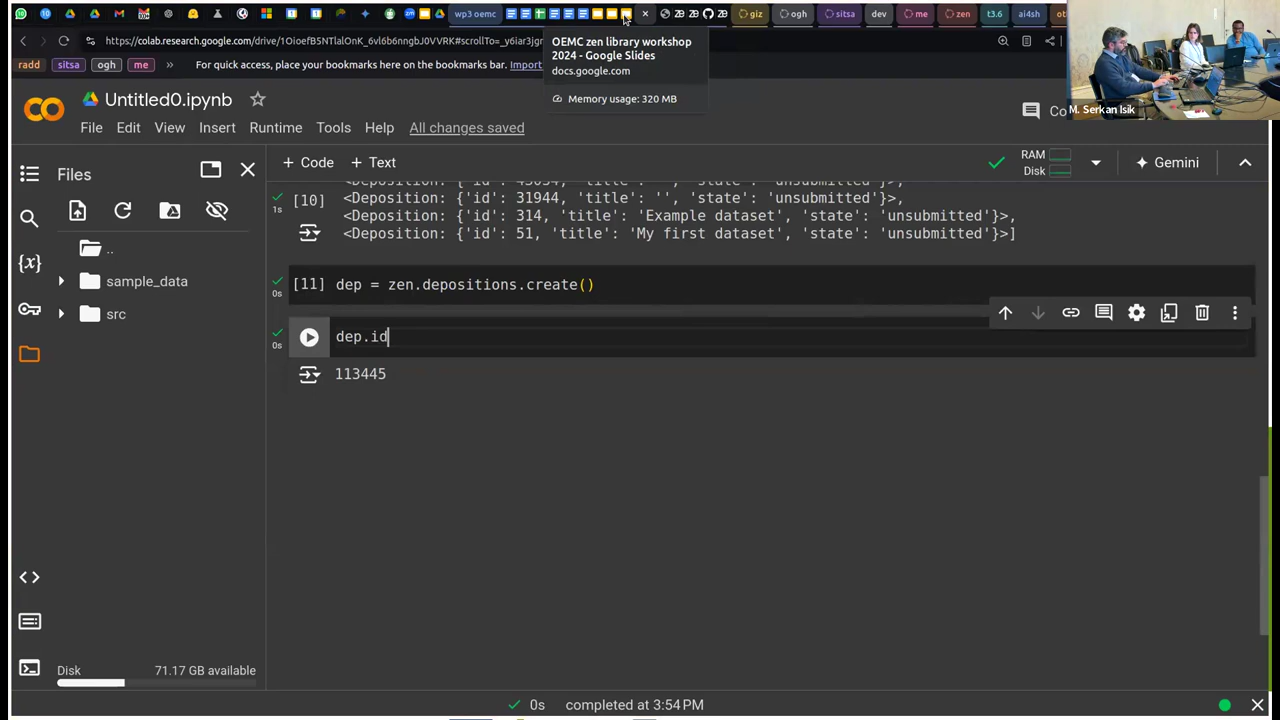 wp3 oemc
giz
ogh
sitsa
dev
me
zen
t3.6
ai4sh
https://colab.research.google.com/drive/1OioefBSNTlalOnK_6vl6b6nngbJ0VVRK#scrollTo=_y6iar3jgn
radd
sitsa
ogh
me
»
For quick access, place your bookmarks here on the bookmarks bar. Import
OEMC zen library workshop
2024 - Google Slides
docs.google.com
Memory usage: 320 MB
M. Serkan Isik
Untitled0.ipynb
Co
File Edit View Insert Runtime Tools Help All changes saved
Files
+ Code + Text
RAM
Disk
Gemini
..
sample_data
src
[10]
1s
<Deposition: {'id': 31944, 'title': '', 'state': 'unsubmitted'}>,
<Deposition: {'id': 314, 'title': 'Example dataset', 'state': 'unsubmitted'}>,
<Deposition: {'id': 51, 'title': 'My first dataset', 'state': 'unsubmitted'}>]
[11] dep = zen.depositions.create()
0s
dep.id
0s
113445
Disk 71.17 GB available
0s completed at 3:54 PM